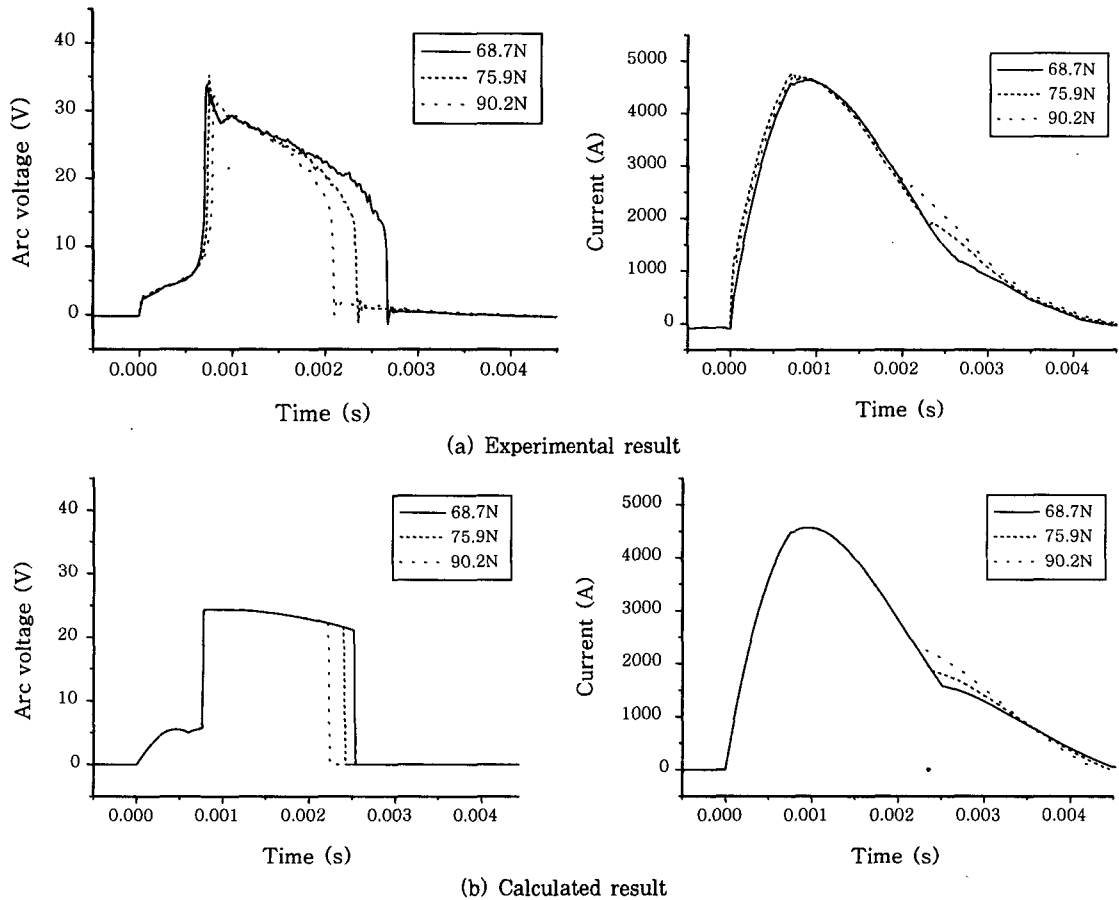 Arc voltage (V)
40
30
20
10
0
68.7N
75.9N
90.2N
0.000 0.001 0.002 0.003 0.004
Time (s)
Current (A)
5000
4000
3000
2000
1000
0
68.7N
75.9N
90.2N
0.000 0.001 0.002 0.003 0.004
Time (s)
(a) Experimental result
Arc voltage (V)
40
30
20
10
0
68.7N
75.9N
90.2N
0.000 0.001 0.002 0.003 0.004
Time (s)
Current (A)
5000
4000
3000
2000
1000
0
68.7N
75.9N
90.2N
0.000 0.001 0.002 0.003 0.004
Time (s)
(b) Calculated result